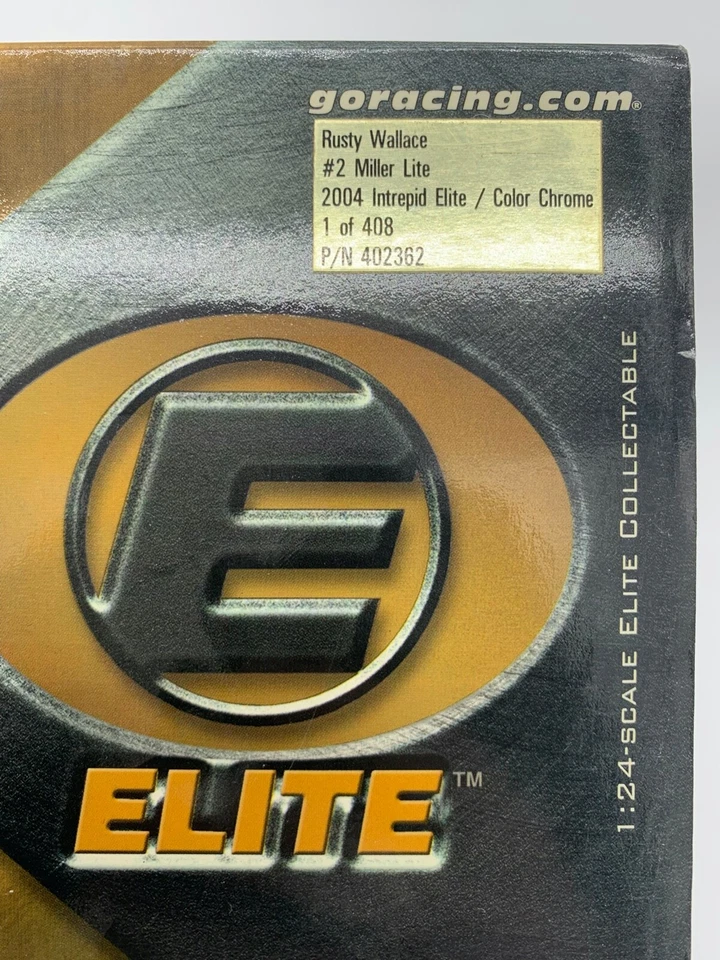 goracing.com®
Rusty Wallace
#2 Miller Lite
2004 Intrepid Elite / Color Chrome
1 of 408
P/N 402362
E
ELITE™
1:24-SCALE ELITE COLLECTABLE